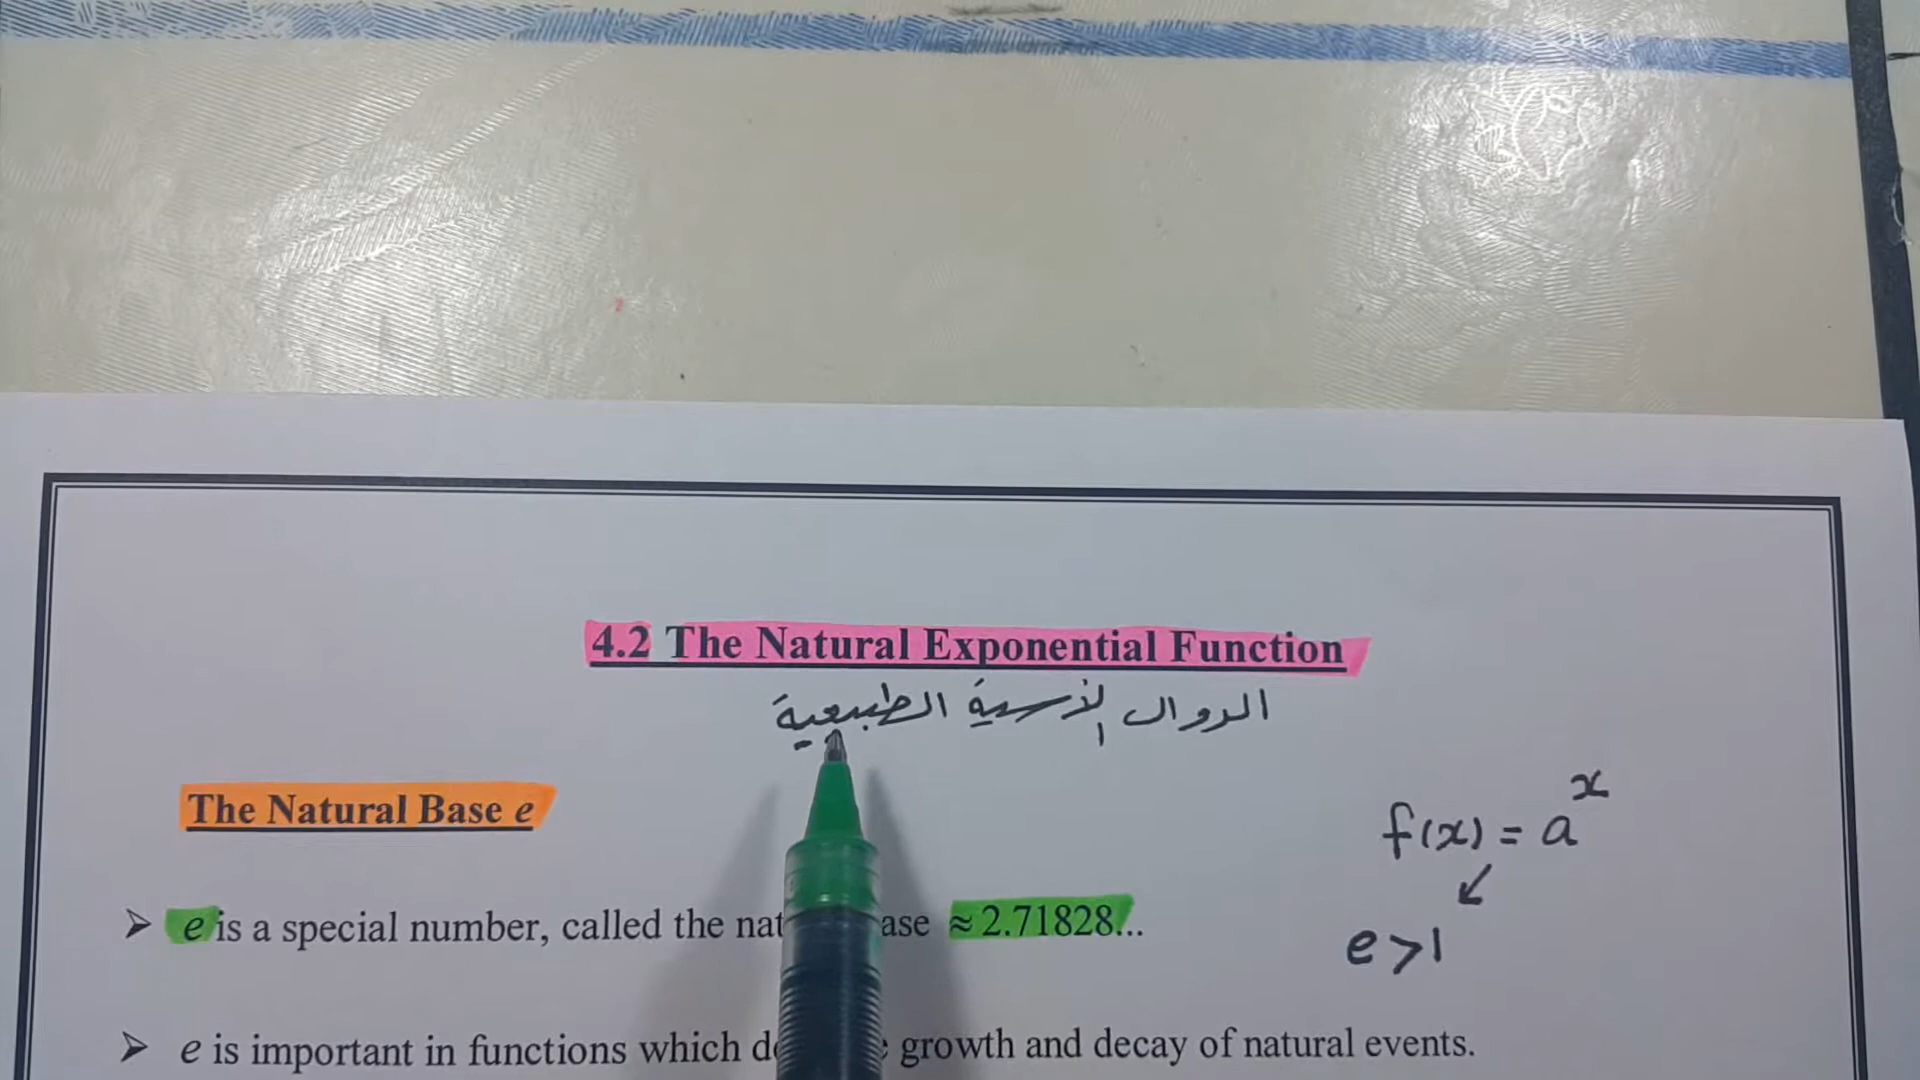 4.2 The Natural Exponential Function
الدوال الأسية الطبيعية
The Natural Base e
f(x) = a^x
e is a special number, called the nat ase ≈ 2.71828...
e > 1
e is important in functions which growth and decay of natural events.